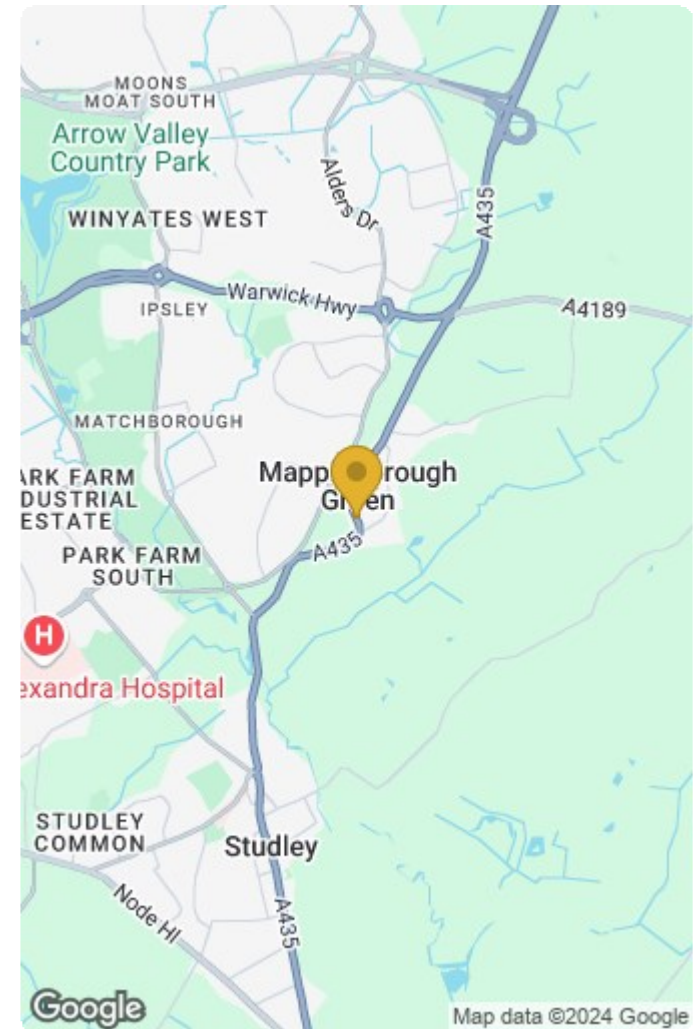 MOONS
MOAT SOUTH
Arrow Valley
Country Park
Alders Dr
A435
WINYATES WEST
Warwick Hwy
A4189
IPSLEY
MATCHBOROUGH
Mapp
rough
Gr
en
ARK FARM
DUSTRIAL
ESTATE
A435
PARK FARM
SOUTH
H
exandra Hospital
STUDLEY
COMMON
Studley
Node Hl
A435
Google
Map data ©2024 Google